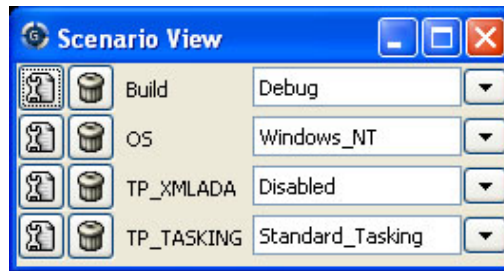 Scenario View
Build Debug
OS Windows_NT
TP_XMLADA Disabled
TP_TASKING Standard_Tasking